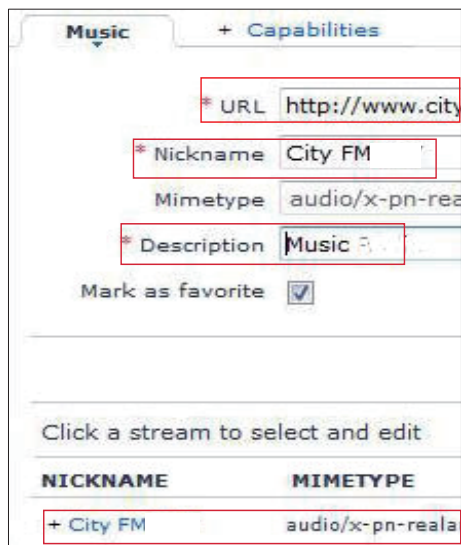 Music + Capabilities
* URL http://www.city
* Nickname City FM
Mimetype audio/x-pn-rea
* Description Music
Mark as favorite
Click a stream to select and edit
NICKNAME MIMETYPE
+ City FM audio/x-pn-reala